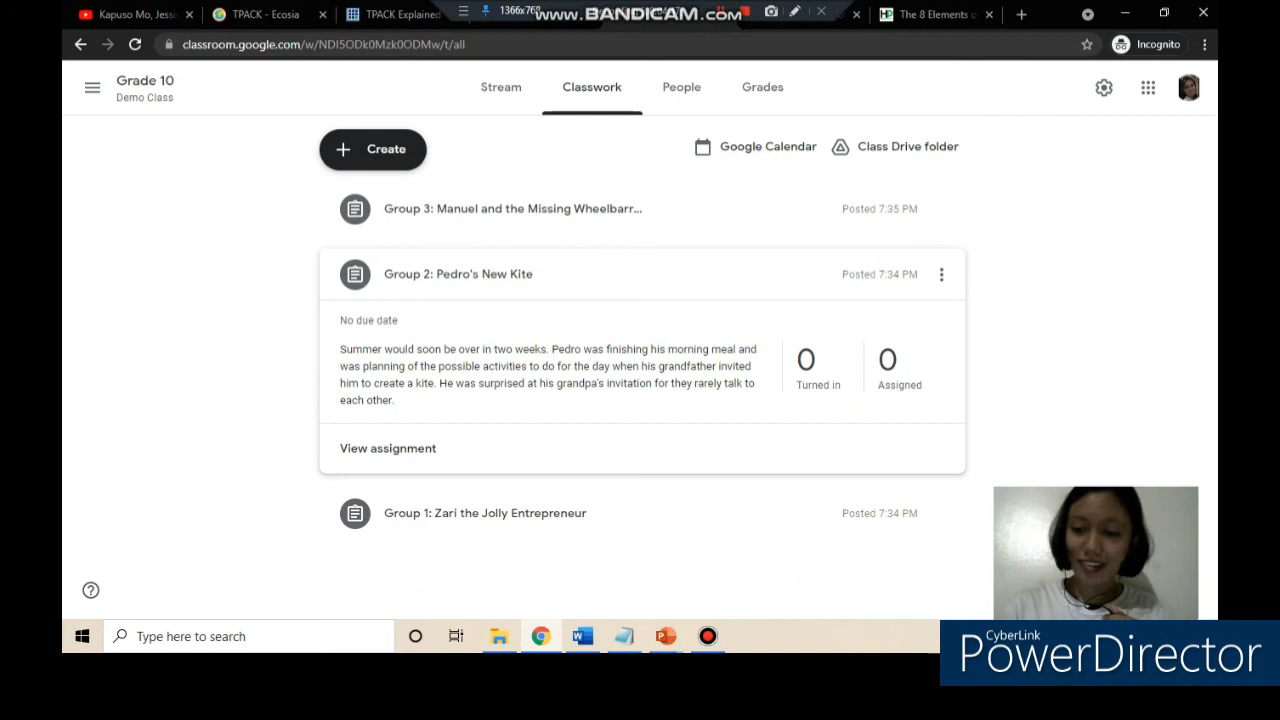 Kapuso Mo, Jessi
TPACK - Ecosia
TPACK Explained
1366x768
www.BANDICAM.com
The 8 Elements o
classroom.google.com/w/NDI5ODk0Mzk0ODMw/t/all
Incognito
Grade 10
Demo Class
Stream
Classwork
People
Grades
Create
Google Calendar
Class Drive folder
Group 3: Manuel and the Missing Wheelbarr...
Posted 7:35 PM
Group 2: Pedro's New Kite
Posted 7:34 PM
No due date
Summer would soon be over in two weeks. Pedro was finishing his morning meal and
was planning of the possible activities to do for the day when his grandfather invited
him to create a kite. He was surprised at his grandpa's invitation for they rarely talk to
each other.
0
Turned in
0
Assigned
View assignment
Group 1: Zari the Jolly Entrepreneur
Posted 7:34 PM
Type here to search
CyberLink
PowerDirector